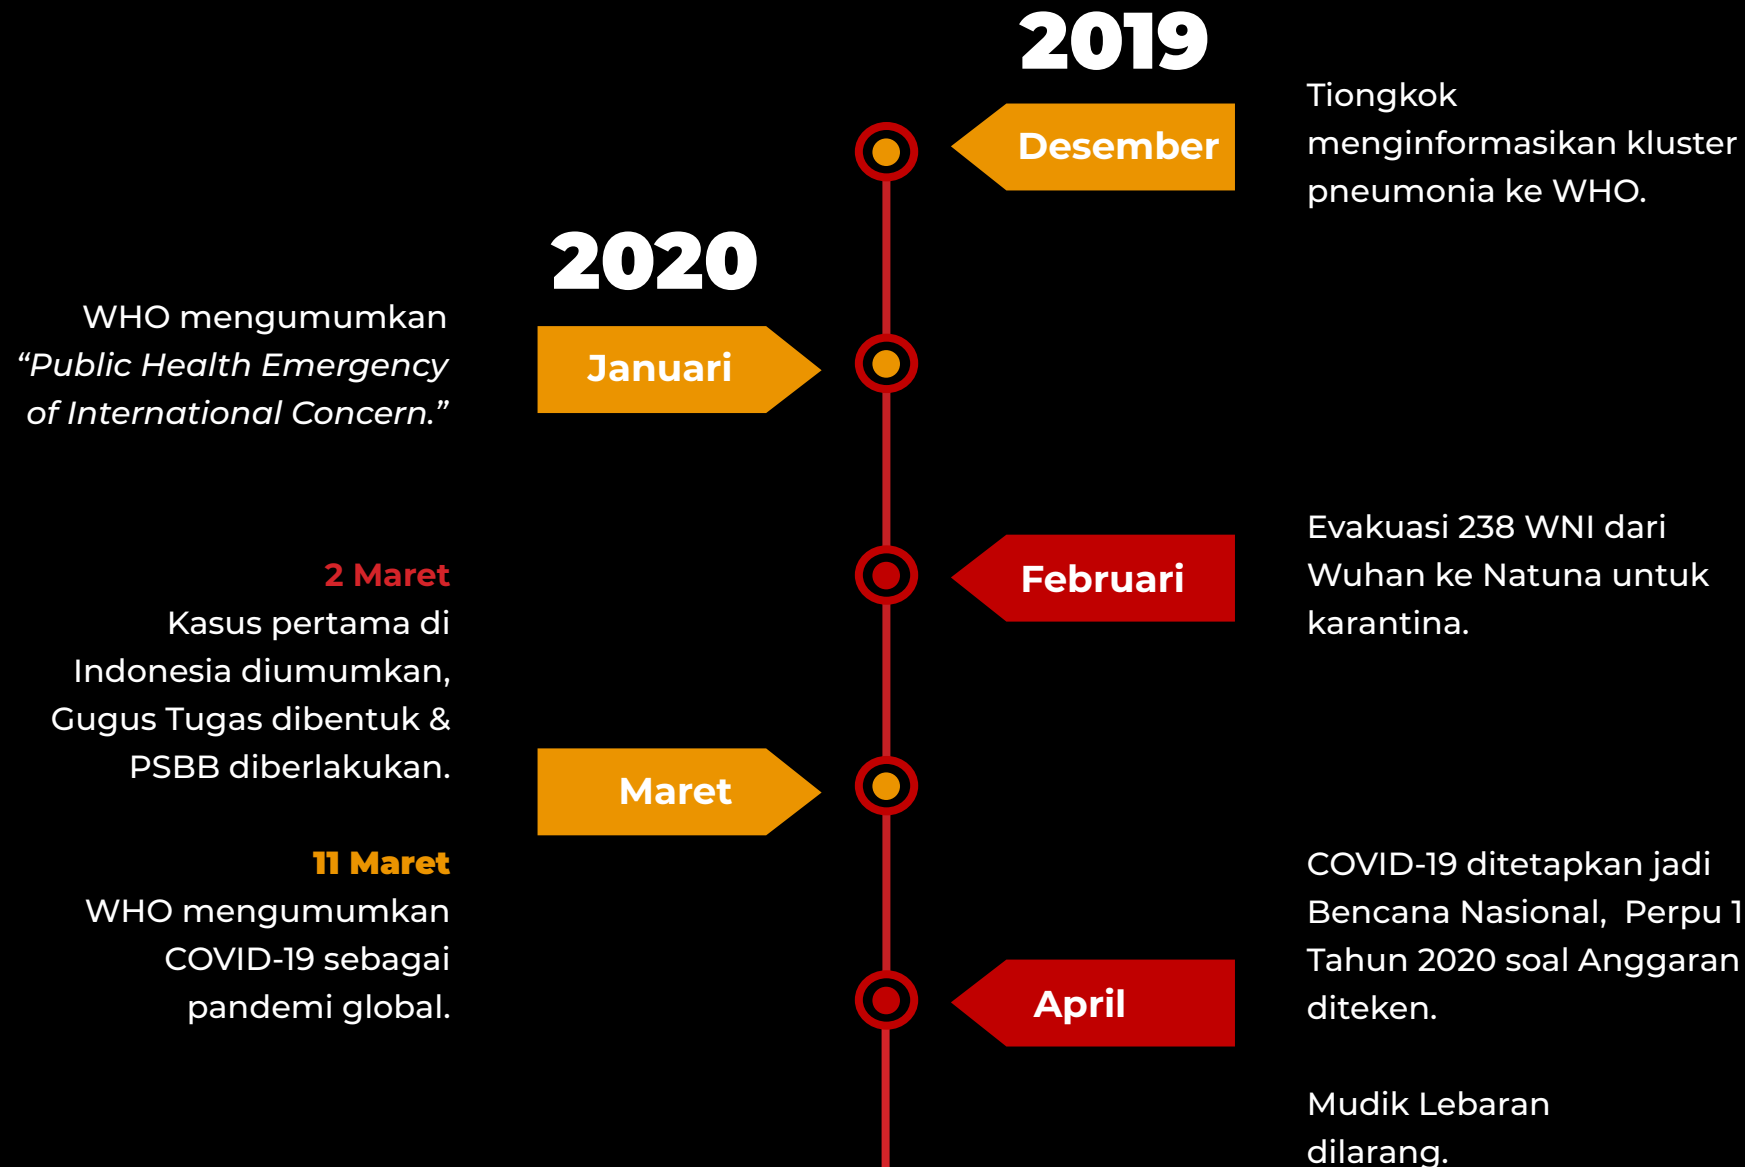 2019
Desember
Tiongkok
menginformasikan kluster
pneumonia ke WHO.
2020
Januari
WHO mengumumkan
“Public Health Emergency
of International Concern.”
Februari
Evakuasi 238 WNI dari
Wuhan ke Natuna untuk
karantina.
Maret
2 Maret
Kasus pertama di
Indonesia diumumkan,
Gugus Tugas dibentuk &
PSBB diberlakukan.
11 Maret
WHO mengumumkan
COVID-19 sebagai
pandemi global.
April
COVID-19 ditetapkan jadi
Bencana Nasional, Perpu 1
Tahun 2020 soal Anggaran
diteken.
Mudik Lebaran
dilarang.